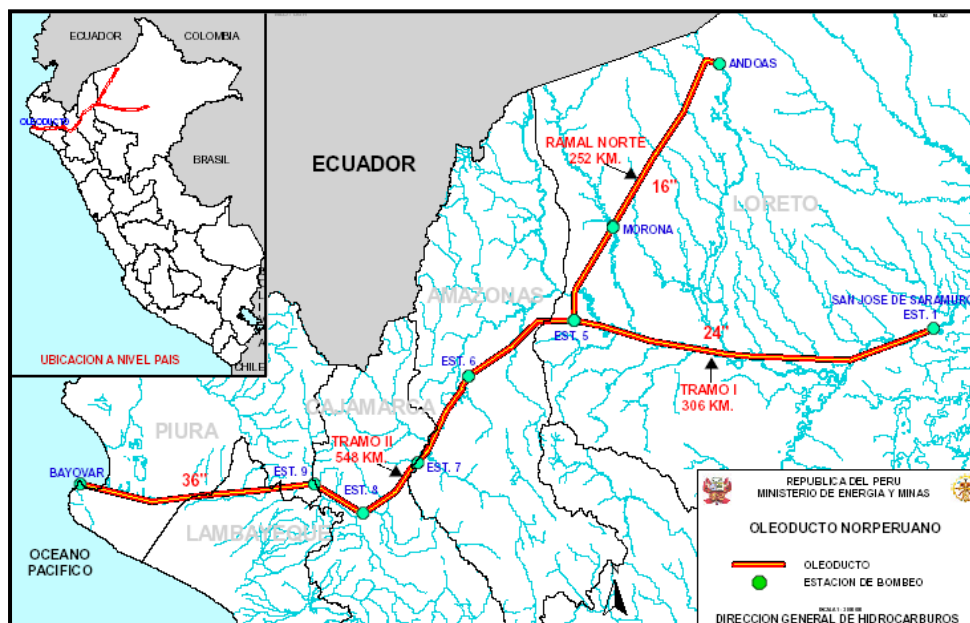 ECUADOR
COLOMBIA
OLEODUCTO
BRASIL
CHILE
UBICACION A NIVEL PAIS
ECUADOR
ANDOAS
RAMAL NORTE
252 KM.
16"
LORETO
MORONA
AMAZONAS
SAN JOSE DE SARAMURO
EST. 1
EST. 5
24"
TRAMO I
306 KM.
EST. 6
CAJAMARCA
PIURA
TRAMO II
548 KM.
EST. 7
BAYOVAR
36"
EST. 9
EST. 8
LAMBAYEQUE
OCEANO
PACIFICO
REPUBLICA DEL PERU
MINISTERIO DE ENERGIA Y MINAS
OLEODUCTO NORPERUANO
OLEODUCTO
ESTACION DE BOMBEO
DIRECCION GENERAL DE HIDROCARBUROS